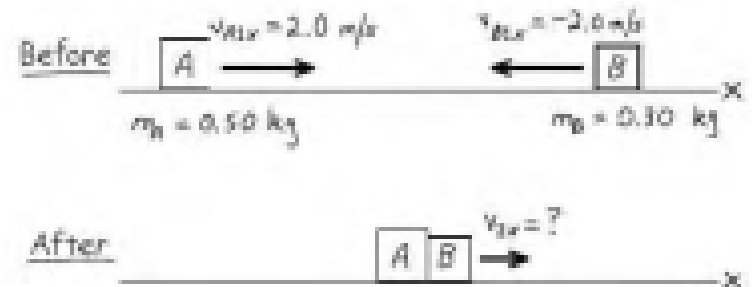 v_A1x = 2.0 m/s
v_B1x = -2.0 m/s
Before
A
B
x
m_A = 0.50 kg
m_B = 0.30 kg
v_2x = ?
After
A B
x